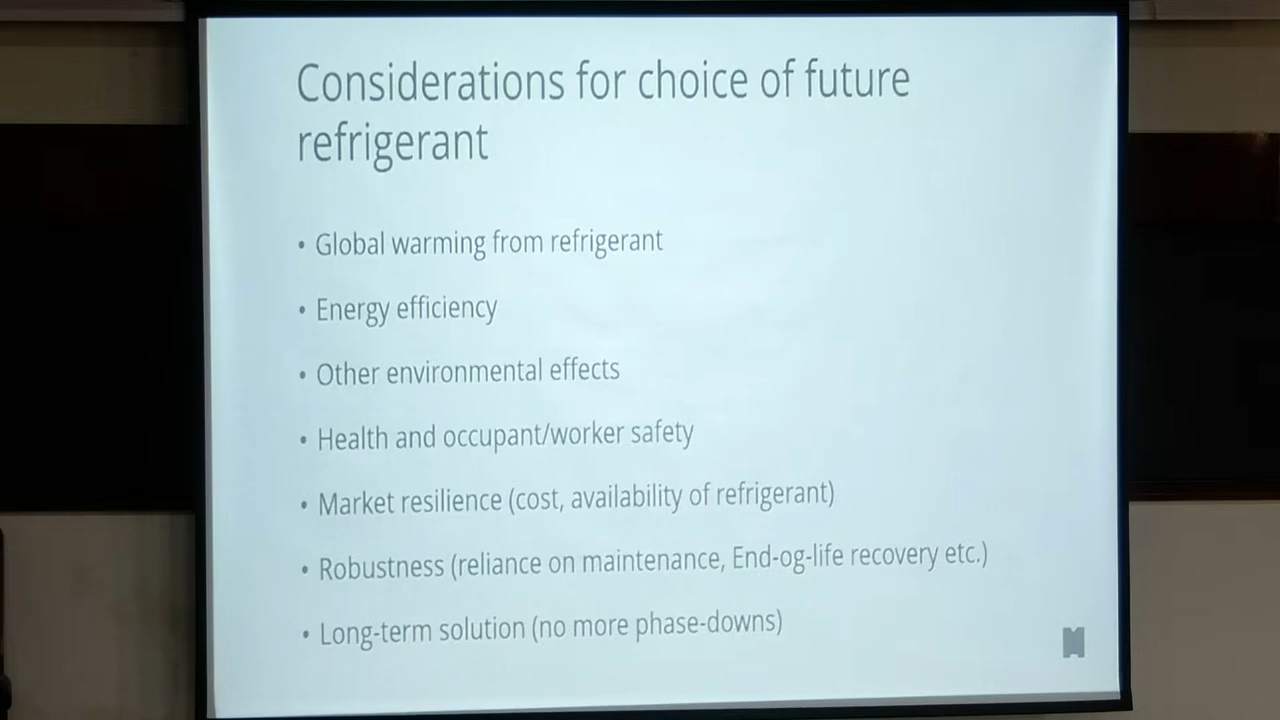 Considerations for choice of future
refrigerant
• Global warming from refrigerant
• Energy efficiency
• Other environmental effects
• Health and occupant/worker safety
• Market resilience (cost, availability of refrigerant)
• Robustness (reliance on maintenance, End-og-life recovery etc.)
• Long-term solution (no more phase-downs)